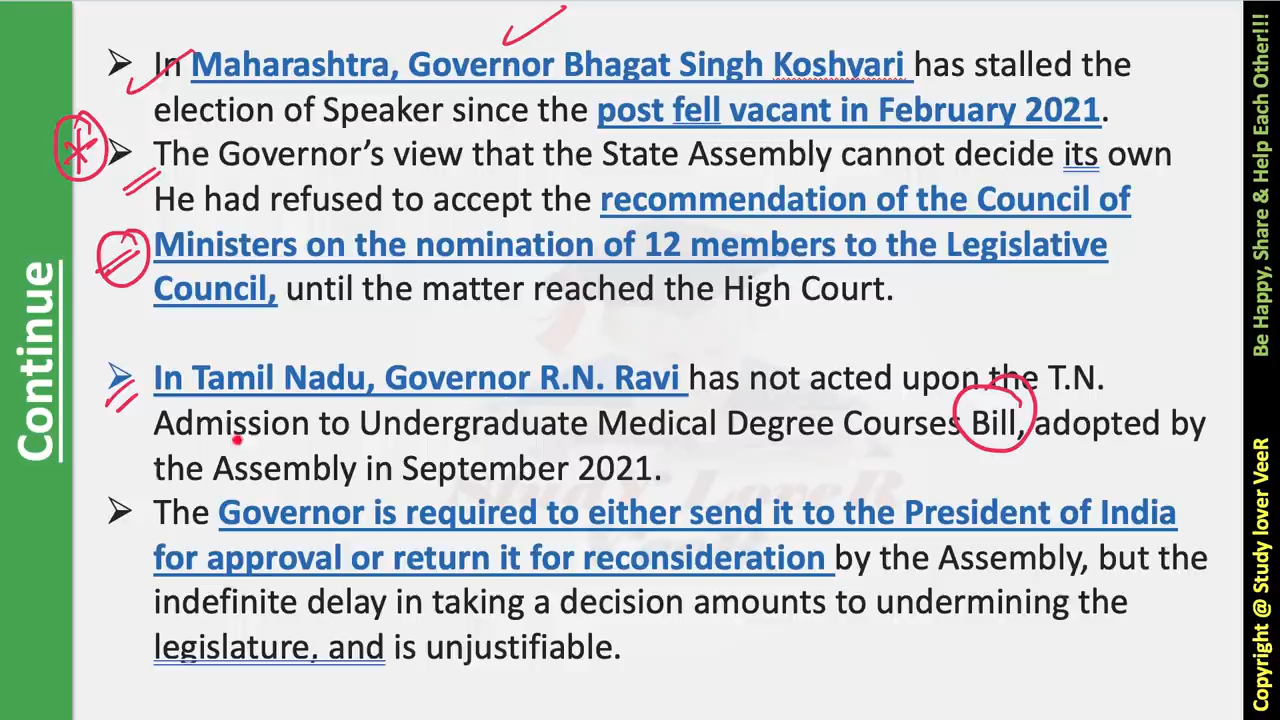 Continue
In Maharashtra, Governor Bhagat Singh Koshvari has stalled the
election of Speaker since the post fell vacant in February 2021.
The Governor's view that the State Assembly cannot decide its own
He had refused to accept the recommendation of the Council of
Ministers on the nomination of 12 members to the Legislative
Council, until the matter reached the High Court.
In Tamil Nadu, Governor R.N. Ravi has not acted upon the T.N.
Admission to Undergraduate Medical Degree Courses Bill, adopted by
the Assembly in September 2021.
The Governor is required to either send it to the President of India
for approval or return it for reconsideration by the Assembly, but the
indefinite delay in taking a decision amounts to undermining the
legislature, and is unjustifiable.
Be Happy, Share & Help Each Other!!!
Copyright @ Study lover VeeR